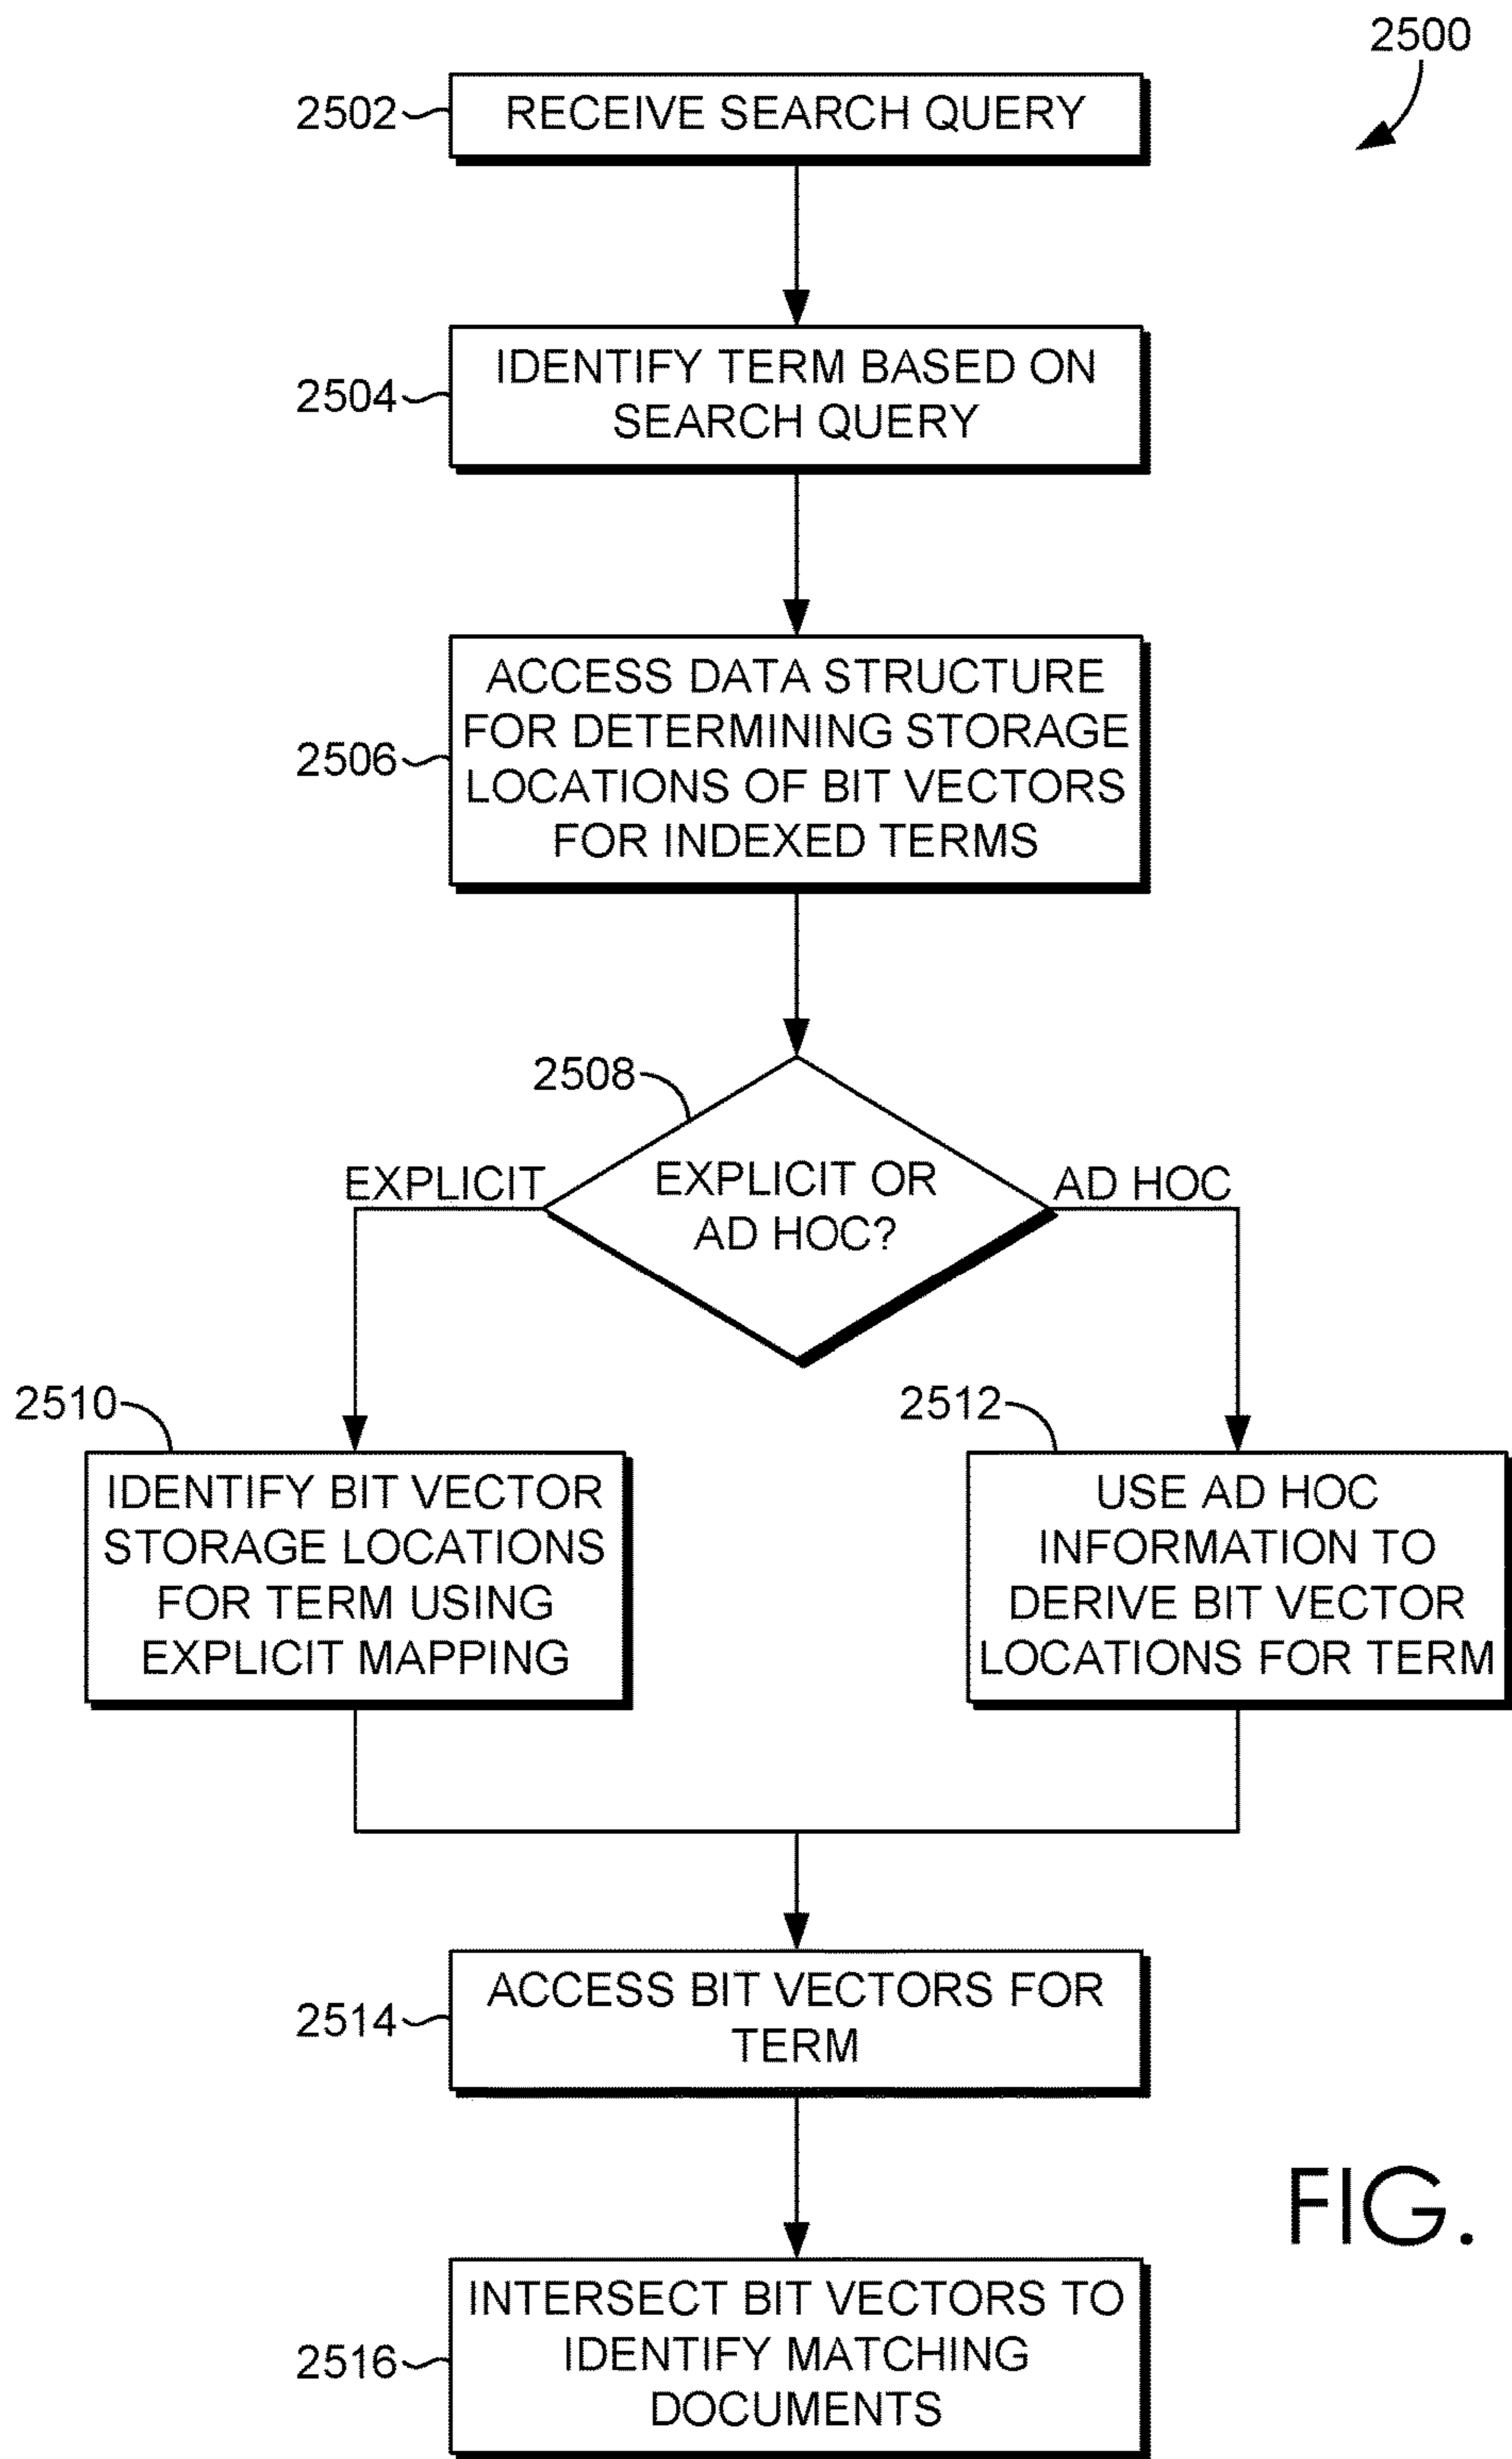 2500
2502
RECEIVE SEARCH QUERY
2504
IDENTIFY TERM BASED ON
SEARCH QUERY
2506
ACCESS DATA STRUCTURE
FOR DETERMINING STORAGE
LOCATIONS OF BIT VECTORS
FOR INDEXED TERMS
2508
EXPLICIT OR
AD HOC?
EXPLICIT
AD HOC
2510
IDENTIFY BIT VECTOR
STORAGE LOCATIONS
FOR TERM USING
EXPLICIT MAPPING
2512
USE AD HOC
INFORMATION TO
DERIVE BIT VECTOR
LOCATIONS FOR TERM
2514
ACCESS BIT VECTORS FOR
TERM
2516
INTERSECT BIT VECTORS TO
IDENTIFY MATCHING
DOCUMENTS
FIG.